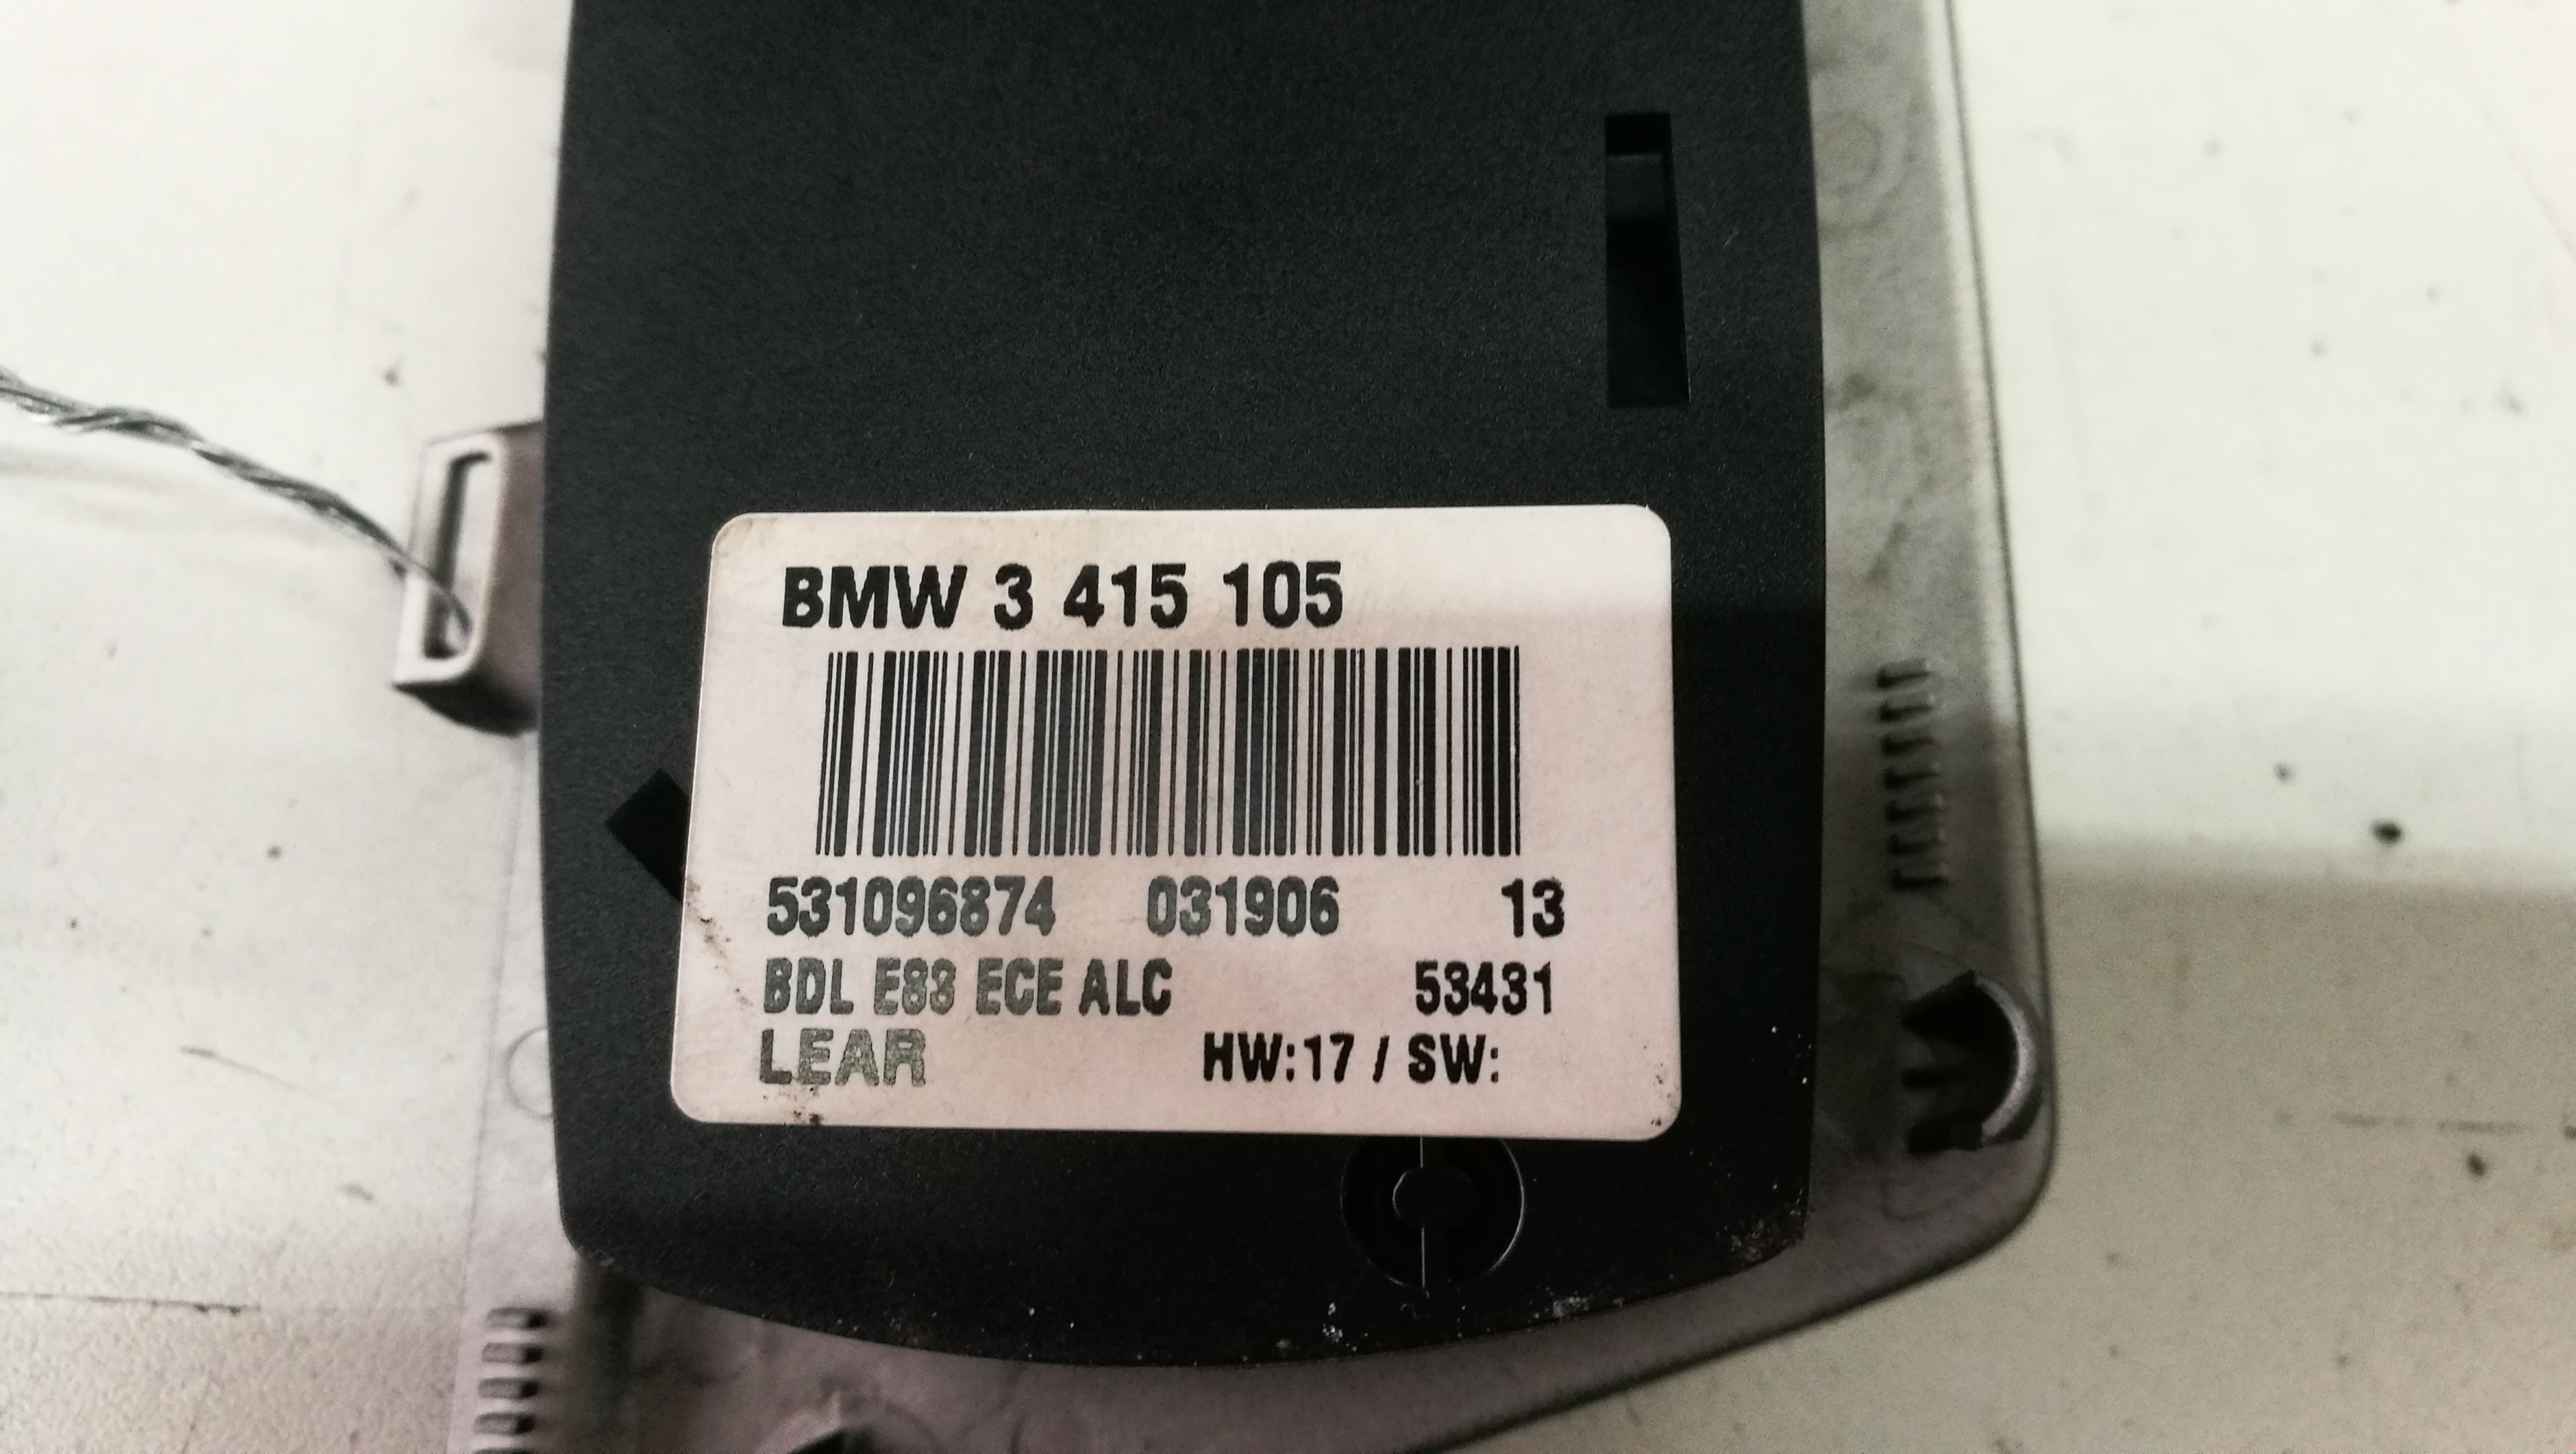 BMW 3 415 105
531096874 031906 13
BDL E83 ECE ALC 53431
LEAR HW:17 / SW: